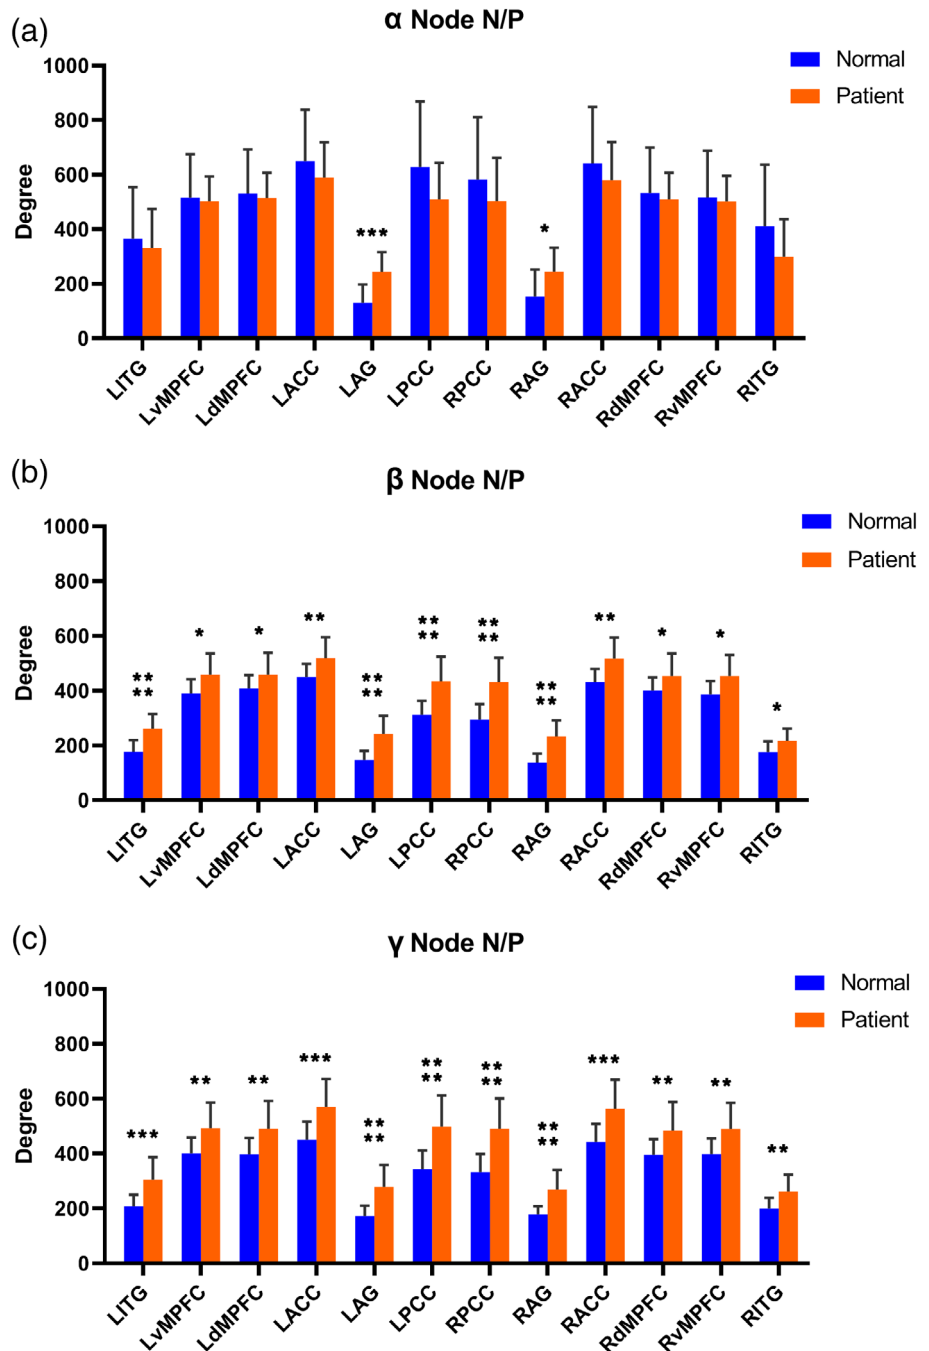 (a)
α Node N/P
Normal
Patient
Degree
1000
800
600
400
200
0
*** *
LITG LvMPFC LdMPFC LACC LAG LPCC RPCC RAG RACC RdMPFC RvMPFC RITG
(b)
β Node N/P
Normal
Patient
Degree
1000
800
600
400
200
0
**** * * ** **** **** **** **** ** * * *
LITG LvMPFC LdMPFC LACC LAG LPCC RPCC RAG RACC RdMPFC RvMPFC RITG
(c)
γ Node N/P
Normal
Patient
Degree
1000
800
600
400
200
0
*** ** ** *** **** **** **** **** *** ** ** **
LITG LvMPFC LdMPFC LACC LAG LPCC RPCC RAG RACC RdMPFC RvMPFC RITG